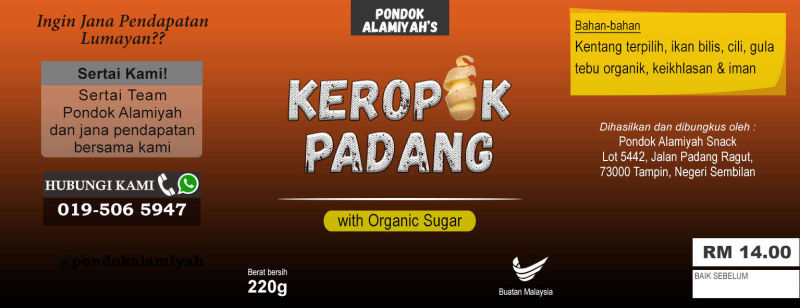 Ingin Jana Pendapatan
Lumayan??
Sertai Kami!
Sertai Team
Pondok Alamiyah
dan jana pendapatan
bersama kami
HUBUNGI KAMI
019-506 5947
@pondokalamiyah
PONDOK
ALAMIYAH'S
KEROPOK
PADANG
with Organic Sugar
Berat bersih
220g
Buatan Malaysia
Bahan-bahan
Kentang terpilih, ikan bilis, cili, gula
tebu organik, keikhlasan & iman
Dihasilkan dan dibungkus oleh :
Pondok Alamiyah Snack
Lot 5442, Jalan Padang Ragut,
73000 Tampin, Negeri Sembilan
RM 14.00
BAIK SEBELUM